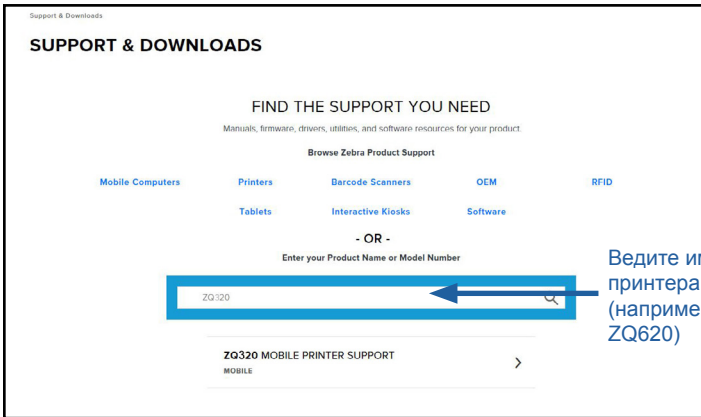 Support & Downloads
SUPPORT & DOWNLOADS
FIND THE SUPPORT YOU NEED
Manuals, firmware, drivers, utilities, and software resources for your product.
Browse Zebra Product Support
Mobile Computers Printers Barcode Scanners OEM RFID
Tablets Interactive Kiosks Software
- OR -
Enter your Product Name or Model Number
ZQ320
Ведите
принтера
ZQ620)
ZQ320 MOBILE PRINTER SUPPORT
MOBILE